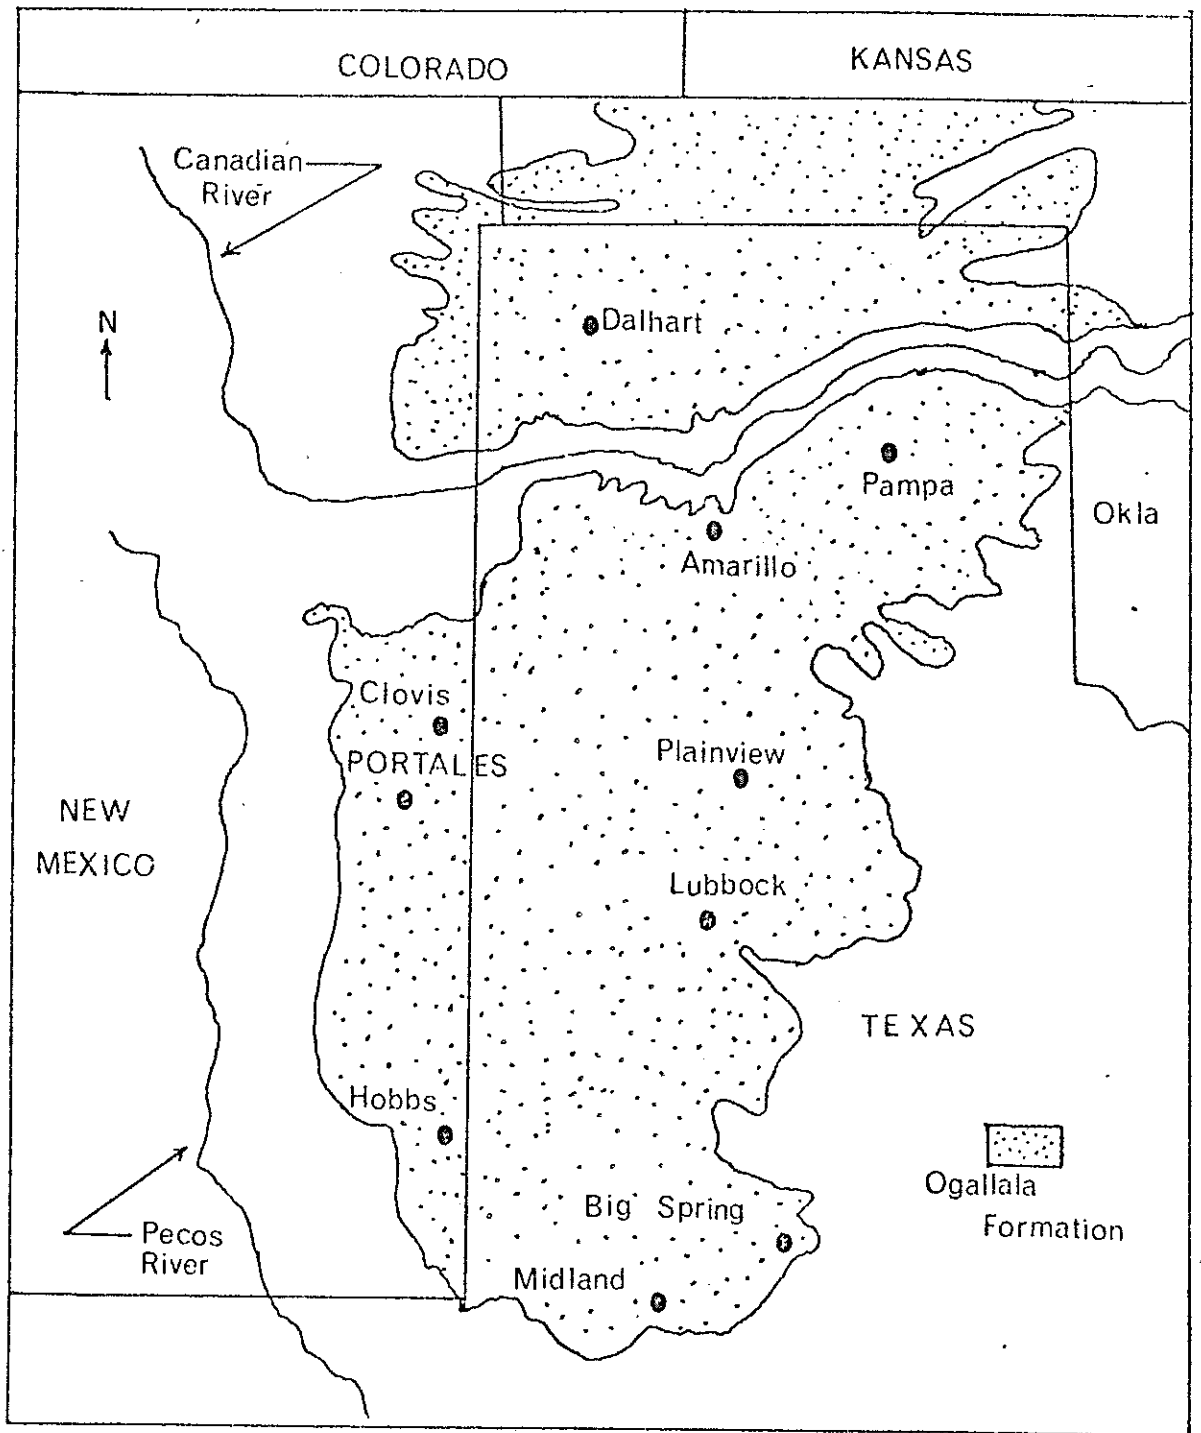 COLORADO
KANSAS
Canadian
River
N
Dalhart
Pampa
Okla
Amarillo
Clovis
PORTALES
Plainview
NEW
MEXICO
Lubbock
TEXAS
Hobbs
Ogallala
Formation
Big Spring
Pecos
River
Midland